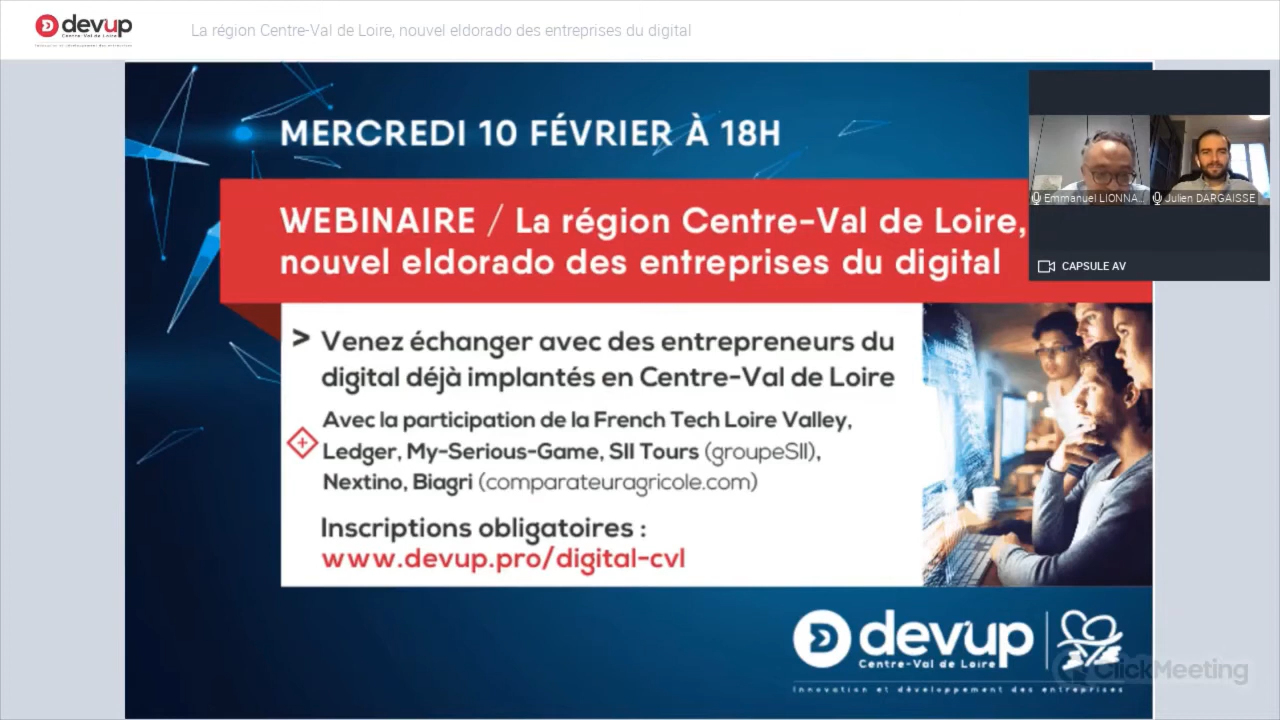 devup
Centre-Val de Loire
La région Centre-Val de Loire, nouvel eldorado des entreprises du digital
MERCREDI 10 FÉVRIER À 18H
WEBINAIRE / La région Centre-Val de Loire,
nouvel eldorado des entreprises du digital
Emmanuel LIONNA...
Julien DARGAISSE
CAPSULE AV
> Venez échanger avec des entrepreneurs du
digital déjà implantés en Centre-Val de Loire
Avec la participation de la French Tech Loire Valley,
Ledger, My-Serious-Game, SII Tours (groupeSII),
Nextino, Biagri (comparateuragricole.com)
Inscriptions obligatoires :
www.devup.pro/digital-cvl
devup
Centre-Val de Loire
ClickMeeting
Innovation et développement des entreprises